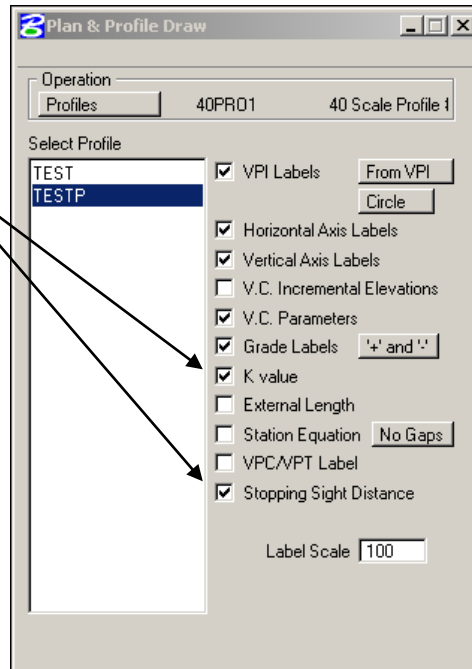 Plan & Profile Draw
Operation
Profiles 40PRO1 40 Scale Profile
Select Profile
TEST
TESTP
VPI Labels From VPI
Circle
Horizontal Axis Labels
Vertical Axis Labels
V.C. Incremental Elevations
V.C. Parameters
Grade Labels '+' and '-'
K value
External Length
Station Equation No Gaps
VPC/VPT Label
Stopping Sight Distance
Label Scale 100